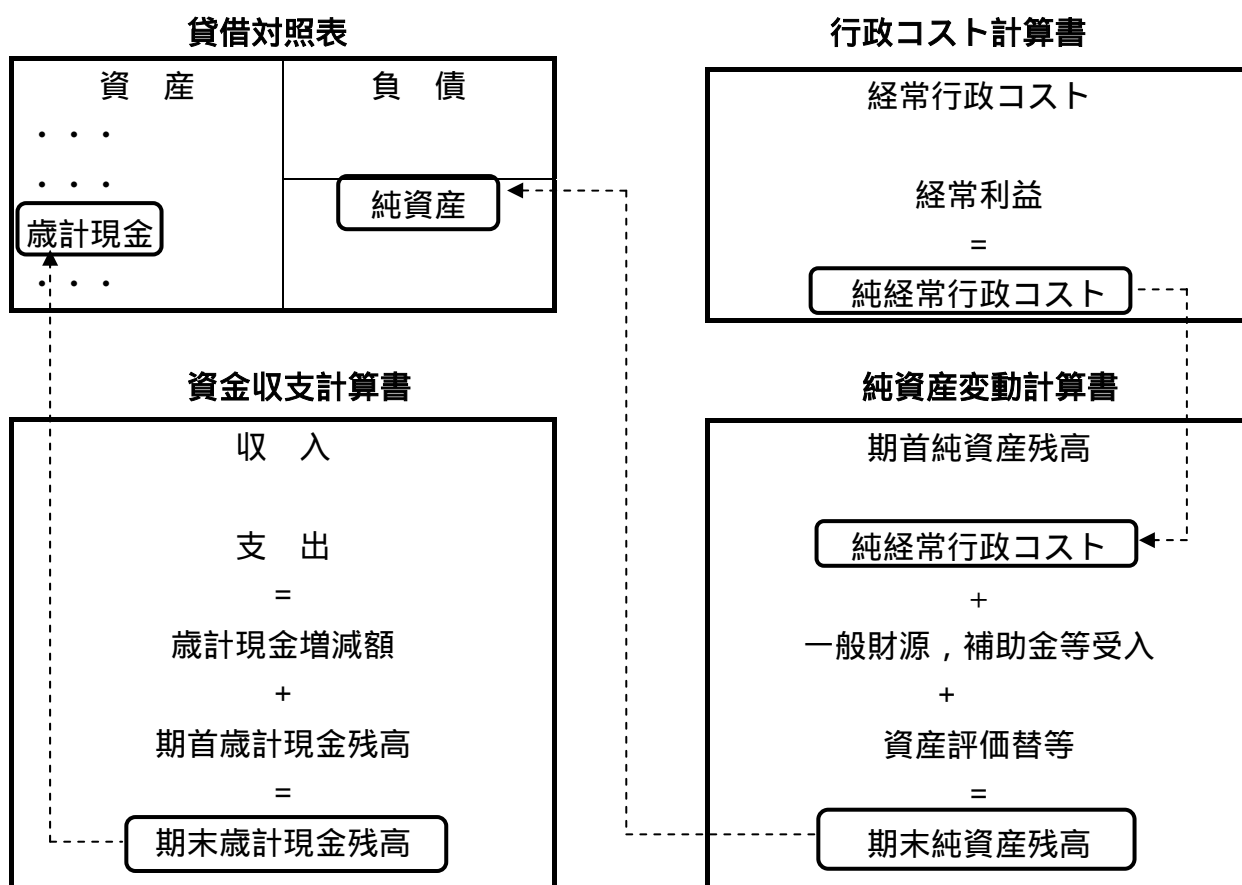 貸借対照表
資　産
負　債
・・・
・・・
歳計現金
・・・
純資産
行政コスト計算書
経常行政コスト
経常利益
=
純経常行政コスト
資金収支計算書
収　入
支　出
=
歳計現金増減額
+
期首歳計現金残高
=
期末歳計現金残高
純資産変動計算書
期首純資産残高
純経常行政コスト
+
一般財源，補助金等受入
+
資産評価替等
=
期末純資産残高